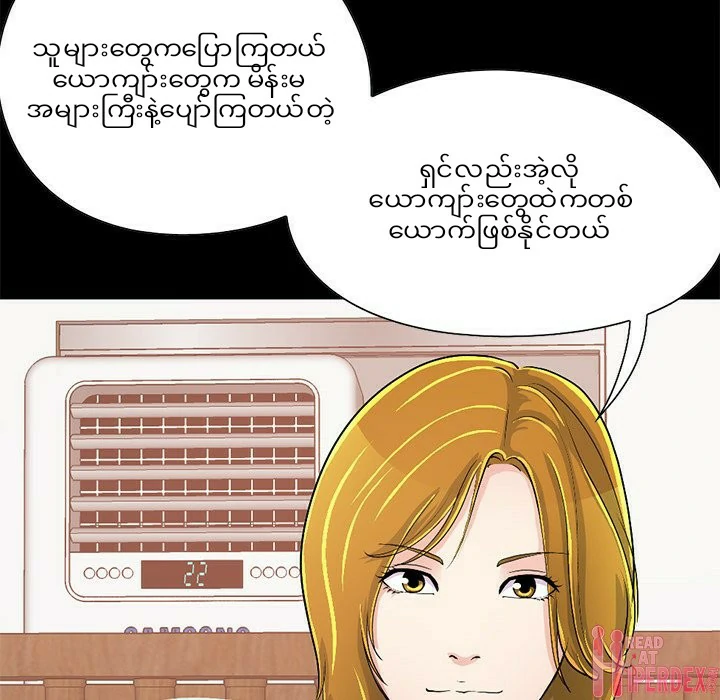 သူများတွေကပြောကြတယ်
ယောကျာ်းတွေက မိန်းမ
အများကြီးနဲ့ပျော်ကြတယ်တဲ့
ရှင်လည်းအဲ့လို
ယောကျာ်းတွေထဲကတစ်
ယောက်ဖြစ်နိုင်တယ်
22
SAMSUNG
READ
AT
VIPERDEX